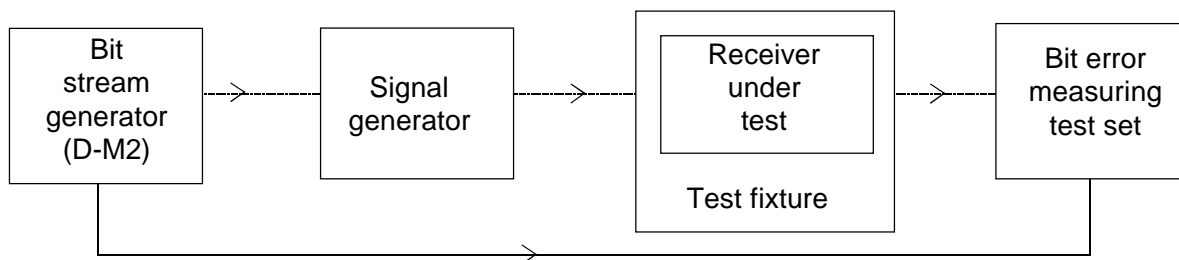 Bit
stream
generator
(D-M2)
Signal
generator
Receiver
under
test
Test fixture
Bit error
measuring
test set